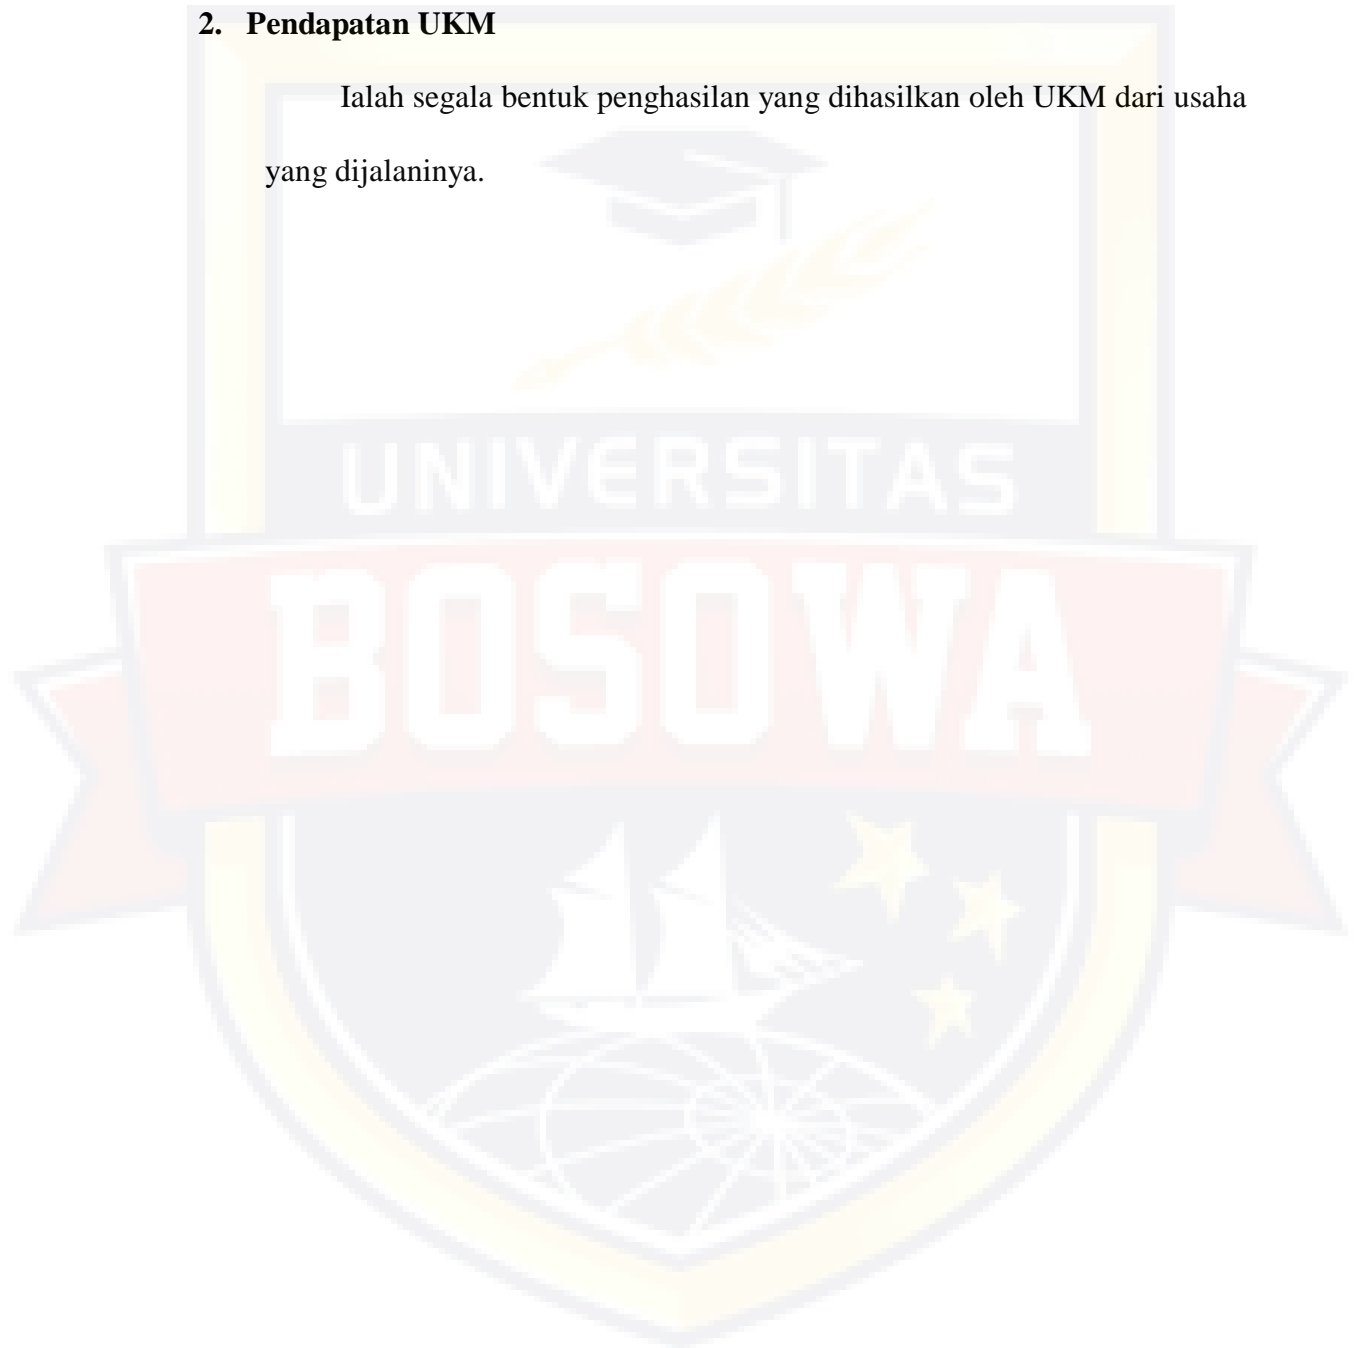 2. Pendapatan UKM
Ialah segala bentuk penghasilan yang dihasilkan oleh UKM dari usaha
yang dijalaninya.
UNIVERSITAS
BOSOWA